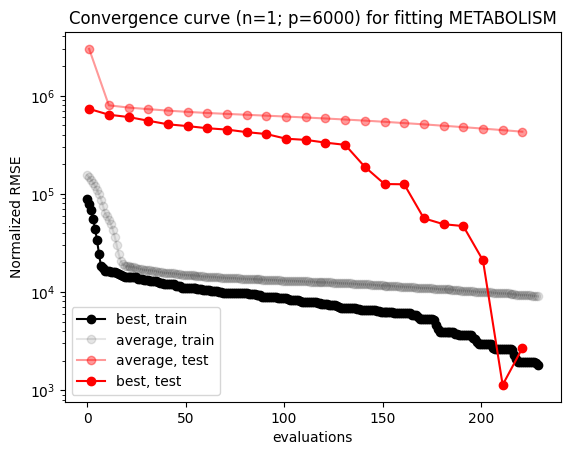 Convergence curve (n=1; p=6000) for fitting METABOLISM
Normalized RMSE
10^6
10^5
10^4
10^3
best, train
average, train
average, test
best, test
0 50 100 150 200
evaluations